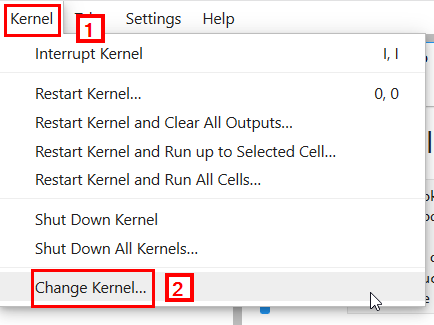 Kernel 1 Settings Help
Interrupt Kernel I, I
Restart Kernel... 0, 0
Restart Kernel and Clear All Outputs...
Restart Kernel and Run up to Selected Cell...
Restart Kernel and Run All Cells...
Shut Down Kernel
Shut Down All Kernels...
Change Kernel... 2